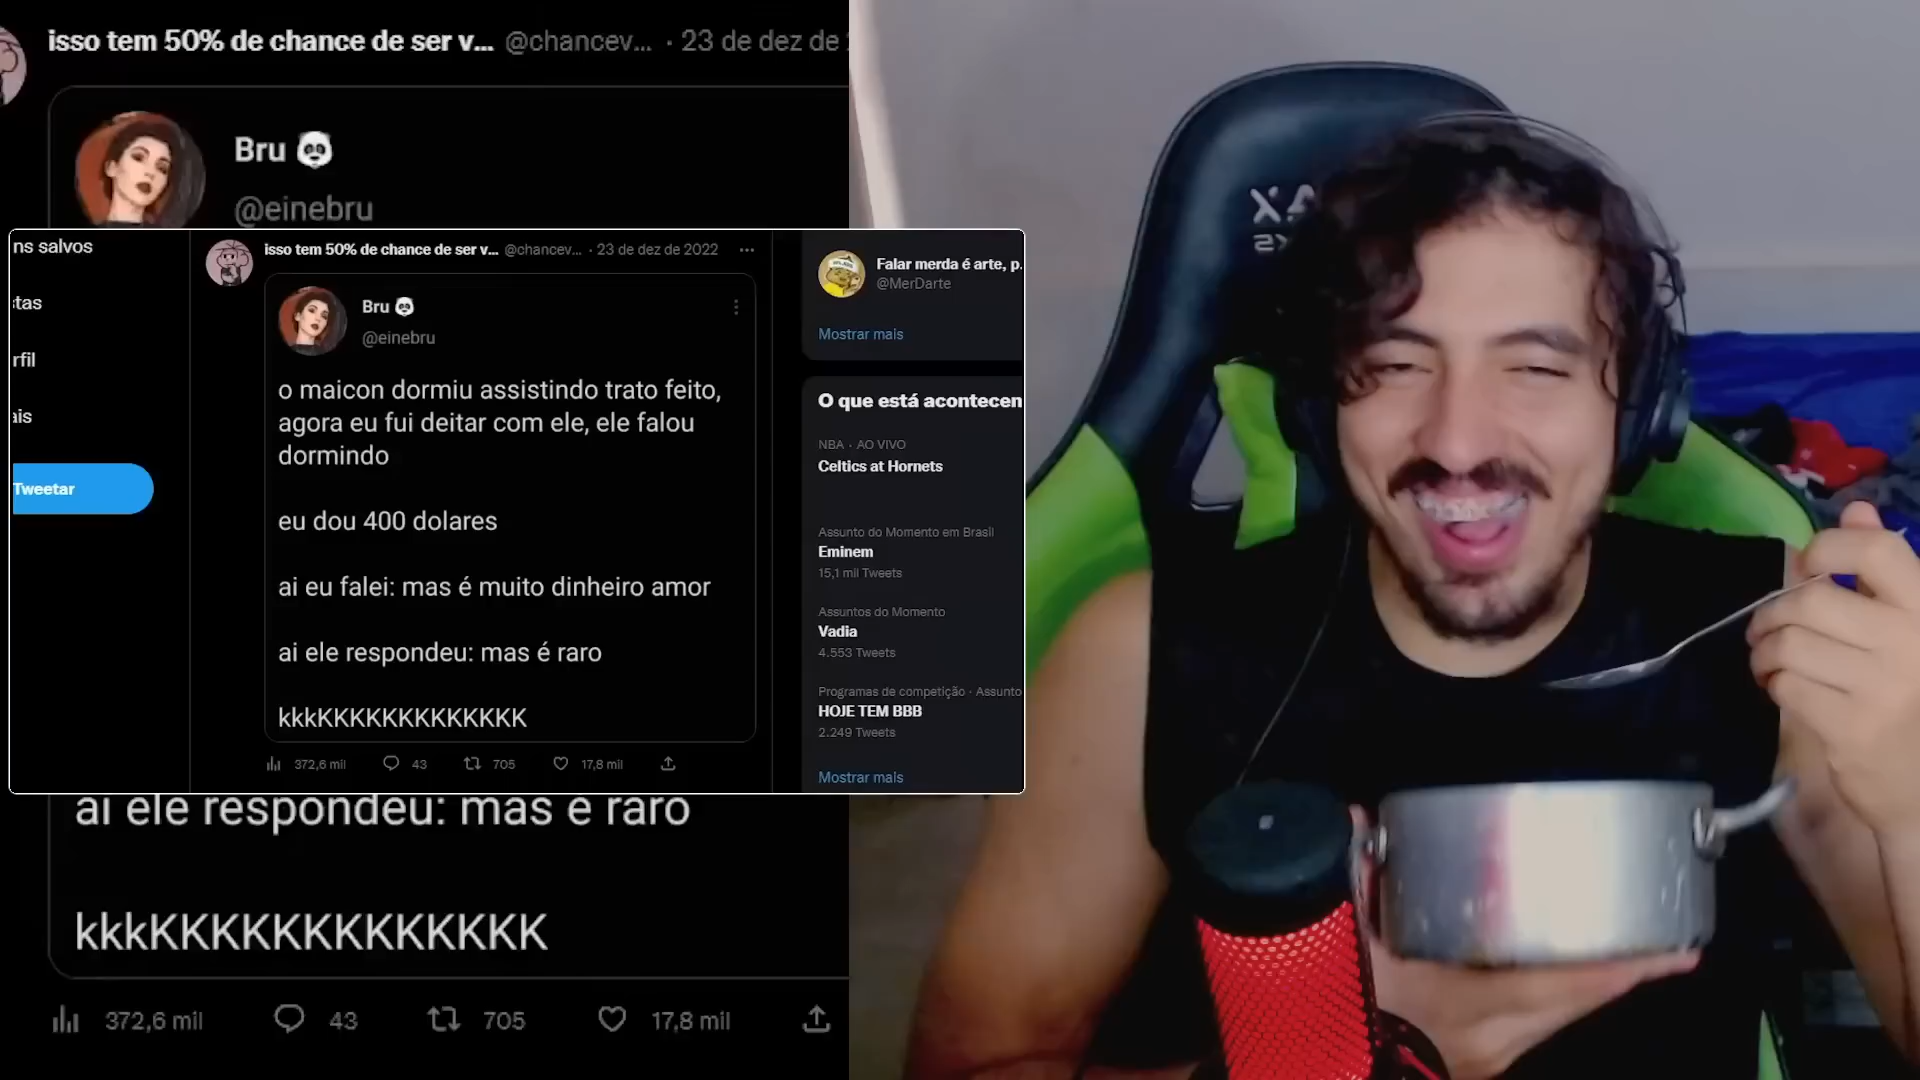 isso tem 50% de chance de ser v... @chancev... · 23 de dez de
Bru
@einebru
ns salvos
tas
rfil
ais
Tweetar
isso tem 50% de chance de ser v... @chancev... · 23 de dez de 2022
Bru
@einebru
o maicon dormiu assistindo trato feito,
agora eu fui deitar com ele, ele falou
dormindo
eu dou 400 dolares
ai eu falei: mas é muito dinheiro amor
ai ele respondeu: mas é raro
kkkKKKKKKKKKKKKK
372,6 mil 43 705 17,8 mil
Falar merda é arte, p.
@MerDarte
Mostrar mais
O que está acontecen
NBA · AO VIVO
Celtics at Hornets
Assunto do Momento em Brasil
Eminem
15,1 mil Tweets
Assuntos do Momento
Vadia
4.553 Tweets
Programas de competição · Assunto
HOJE TEM BBB
2.249 Tweets
Mostrar mais
ai ele respondeu: mas é raro
kkkKKKKKKKKKKKKK
372,6 mil 43 705 17,8 mil